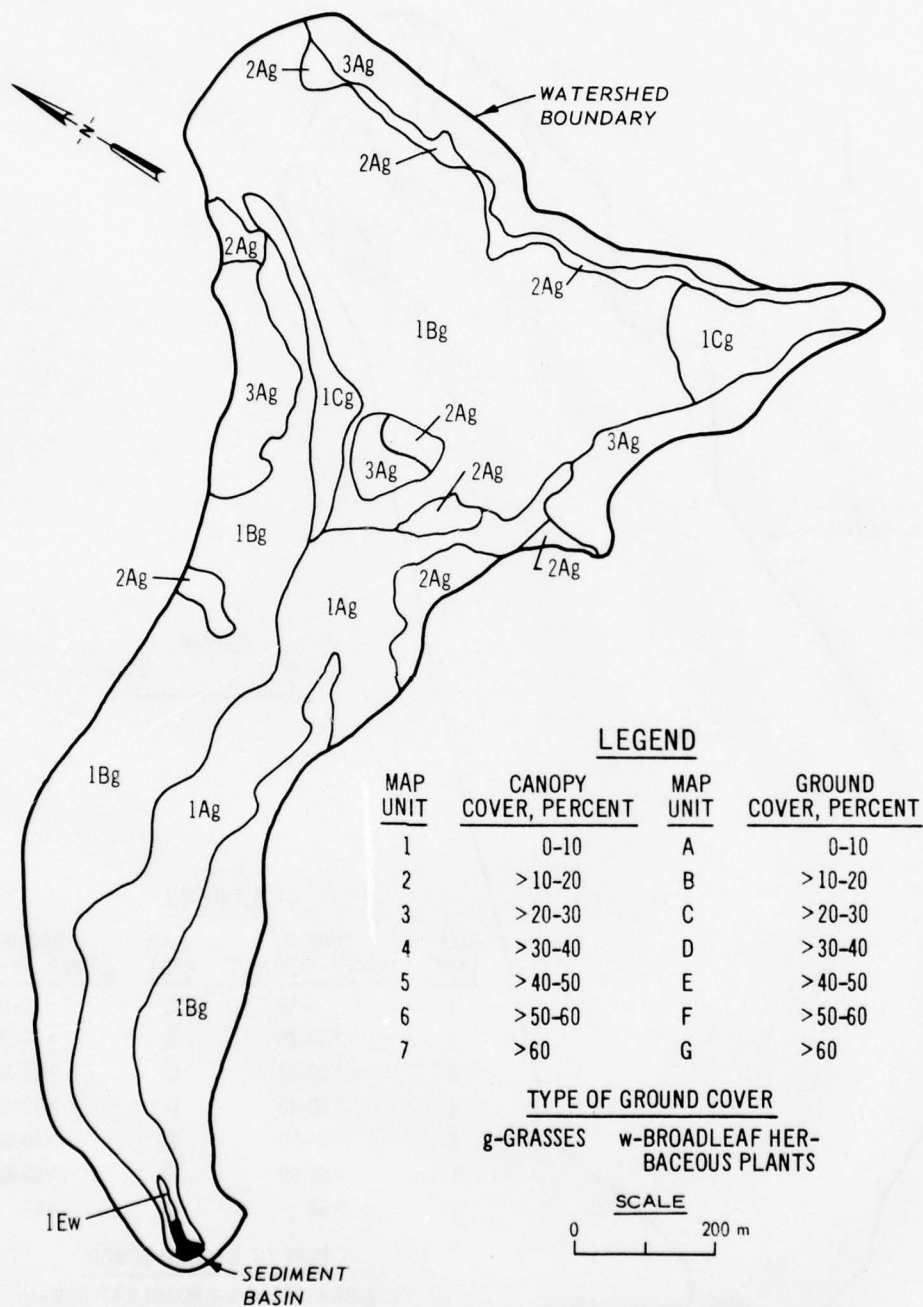 2Ag
3Ag
WATERSHED
BOUNDARY
N
2Ag
2Ag
2Ag
1Bg
1Cg
3Ag
1Cg
2Ag
3Ag
3Ag
2Ag
1Bg
2Ag
2Ag
2Ag
1Ag
LEGEND
MAP UNIT CANOPY COVER, PERCENT MAP UNIT GROUND COVER, PERCENT
1 0-10 A 0-10
2 >10-20 B >10-20
3 >20-30 C >20-30
4 >30-40 D >30-40
5 >40-50 E >40-50
6 >50-60 F >50-60
7 >60 G >60
1Bg
1Ag
1Bg
TYPE OF GROUND COVER
g-GRASSES w-BROADLEAF HER-
BACEOUS PLANTS
SCALE
0 200 m
1Ew
SEDIMENT
BASIN